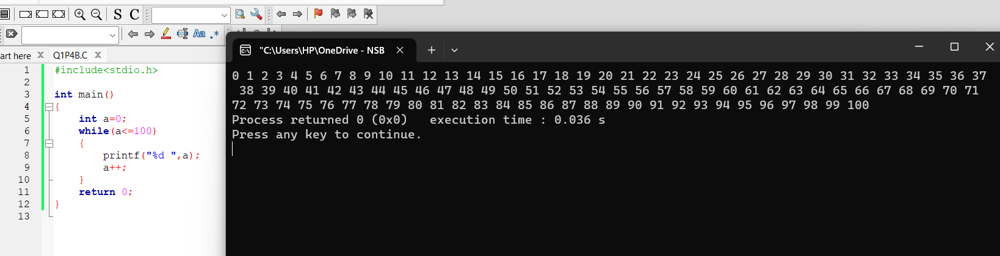 S C
Aa .*
art here
Q1P4B.C
"C:\Users\HP\OneDrive - NSB
1 #include<stdio.h>
2
3 int main()
4 {
5 int a=0;
6 while(a<=100)
7 {
8 printf("%d ",a);
9 a++;
10 }
11 return 0;
12 }
13
0 1 2 3 4 5 6 7 8 9 10 11 12 13 14 15 16 17 18 19 20 21 22 23 24 25 26 27 28 29 30 31 32 33 34 35 36 37
38 39 40 41 42 43 44 45 46 47 48 49 50 51 52 53 54 55 56 57 58 59 60 61 62 63 64 65 66 67 68 69 70 71
72 73 74 75 76 77 78 79 80 81 82 83 84 85 86 87 88 89 90 91 92 93 94 95 96 97 98 99 100
Process returned 0 (0x0)   execution time : 0.036 s
Press any key to continue.